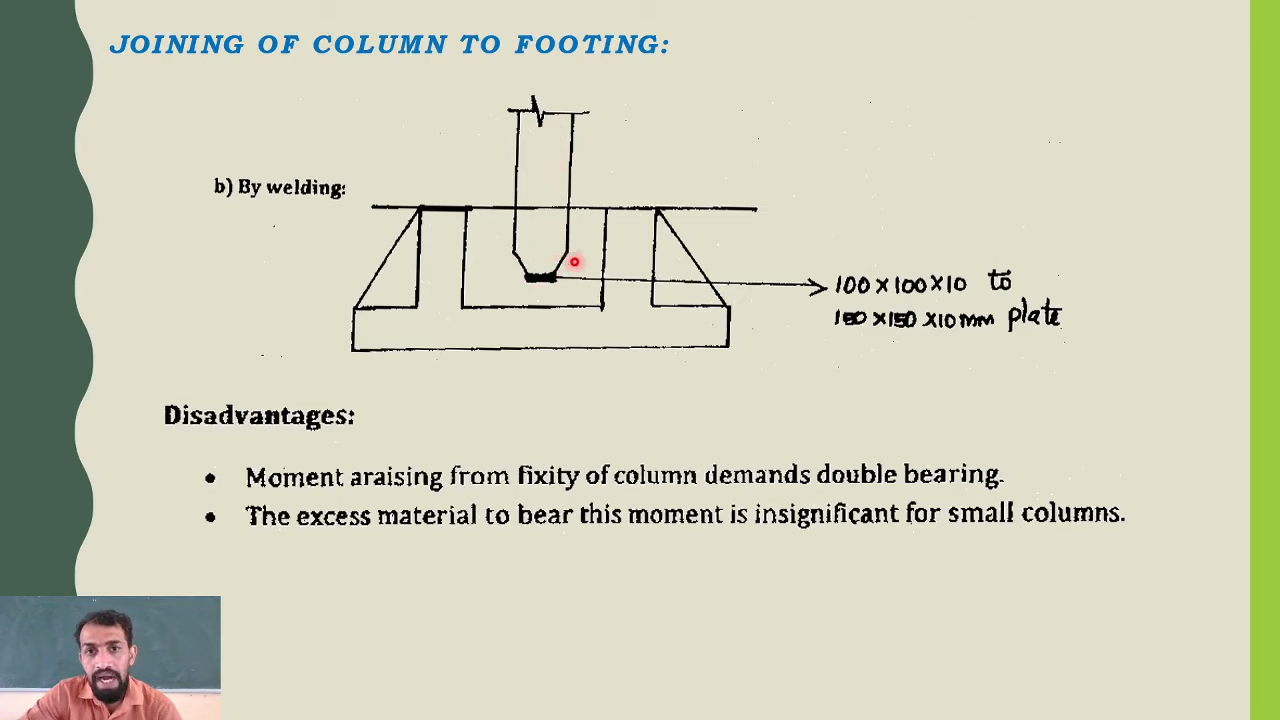 JOINING OF COLUMN TO FOOTING:
b) By welding:
100 x 100 x 10 to
150 x 150 x 10 mm plate
Disadvantages:
• Moment araising from fixity of column demands double bearing.
• The excess material to bear this moment is insignificant for small columns.